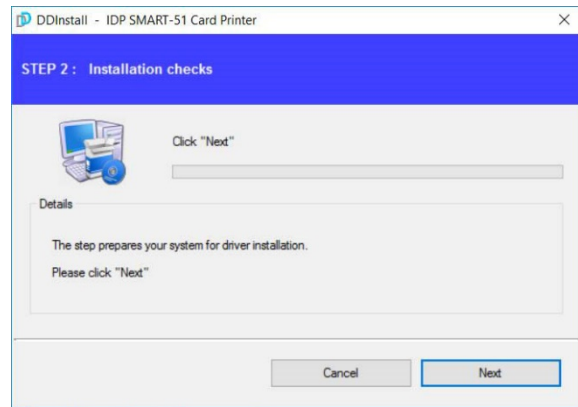 DDInstall - IDP SMART-51 Card Printer
STEP 2 : Installation checks
Click "Next"
Details
The step prepares your system for driver installation.
Please click "Next"
Cancel
Next